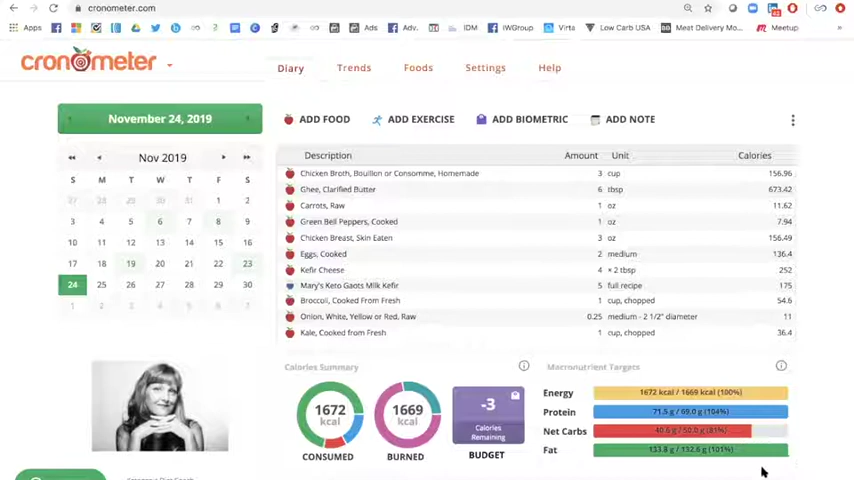 cronometer.com
Apps Ads Adv. IDM IWGroup Virta Low Carb USA Meat Delivery Mo... Meetup »
cronometer
Diary Trends Foods Settings Help
November 24, 2019
ADD FOOD ADD EXERCISE ADD BIOMETRIC ADD NOTE
Nov 2019
S M T W T F S
27 28 29 30 31 1 2
3 4 5 6 7 8 9
10 11 12 13 14 15 16
17 18 19 20 21 22 23
24 25 26 27 28 29 30
1 2 3 4 5 6 7
Description Amount Unit Calories
Chicken Broth, Bouillon or Consomme, Homemade 3 cup 156.96
Ghee, Clarified Butter 6 tbsp 673.42
Carrots, Raw 1 oz 11.62
Green Bell Peppers, Cooked 1 oz 7.94
Chicken Breast, Skin Eaten 3 oz 156.49
Eggs, Cooked 2 medium 136.4
Kefir Cheese 4 × 2 tbsp 252
Mary's Keto Gaots Milk Kefir 5 full recipe 175
Broccoli, Cooked From Fresh 1 cup, chopped 54.6
Onion, White, Yellow or Red, Raw 0.25 medium - 2 1/2" diameter 11
Kale, Cooked from Fresh 1 cup, chopped 36.4
Calories Summary
1672 kcal
CONSUMED
1669 kcal
BURNED
-3
Calories Remaining
BUDGET
Macronutrient Targets
Energy 1672 kcal / 1669 kcal (100%)
Protein 71.5 g / 69.0 g (104%)
Net Carbs 40.6 g / 50.0 g (81%)
Fat 133.8 g / 132.6 g (101%)